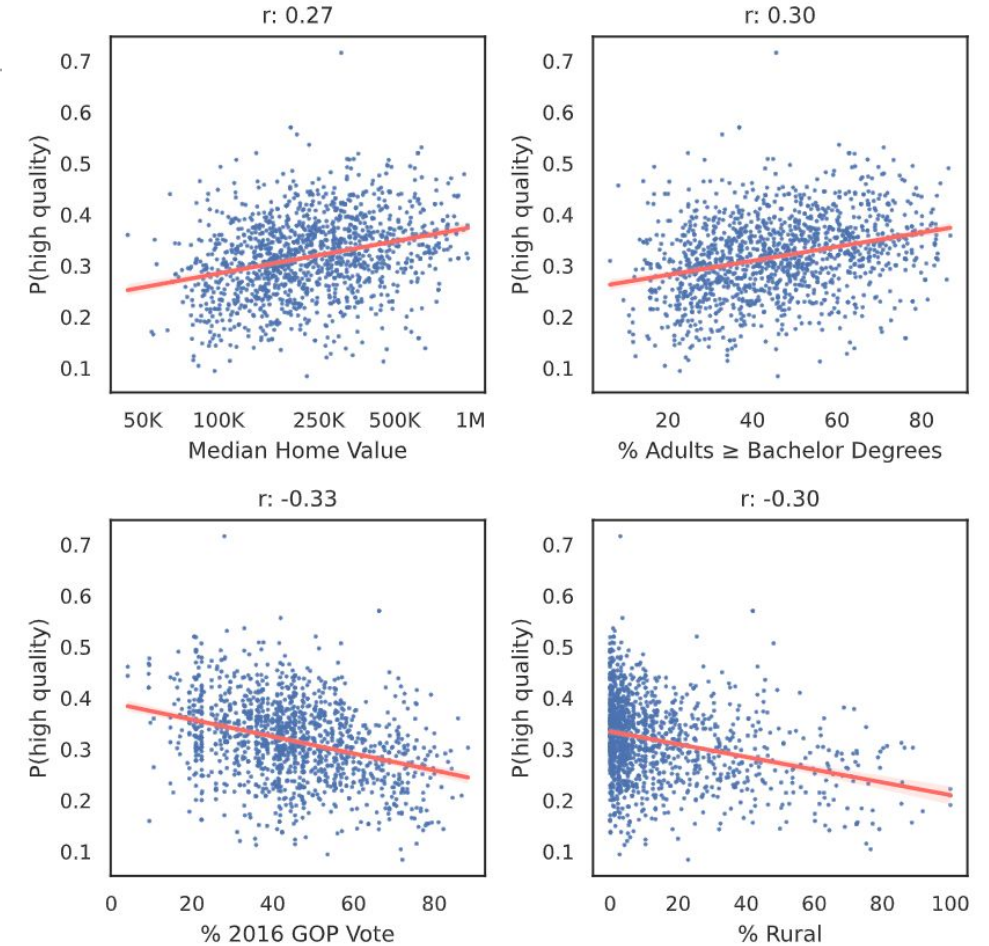 r: 0.27
r: 0.30
P(high quality)
0.7
0.6
0.5
0.4
0.3
0.2
0.1
50K 100K 250K 500K 1M
Median Home Value
P(high quality)
0.7
0.6
0.5
0.4
0.3
0.2
0.1
20 40 60 80
% Adults ≥ Bachelor Degrees
r: -0.33
r: -0.30
P(high quality)
0.7
0.6
0.5
0.4
0.3
0.2
0.1
0 20 40 60 80
% 2016 GOP Vote
P(high quality)
0.7
0.6
0.5
0.4
0.3
0.2
0.1
0 20 40 60 80 100
% Rural